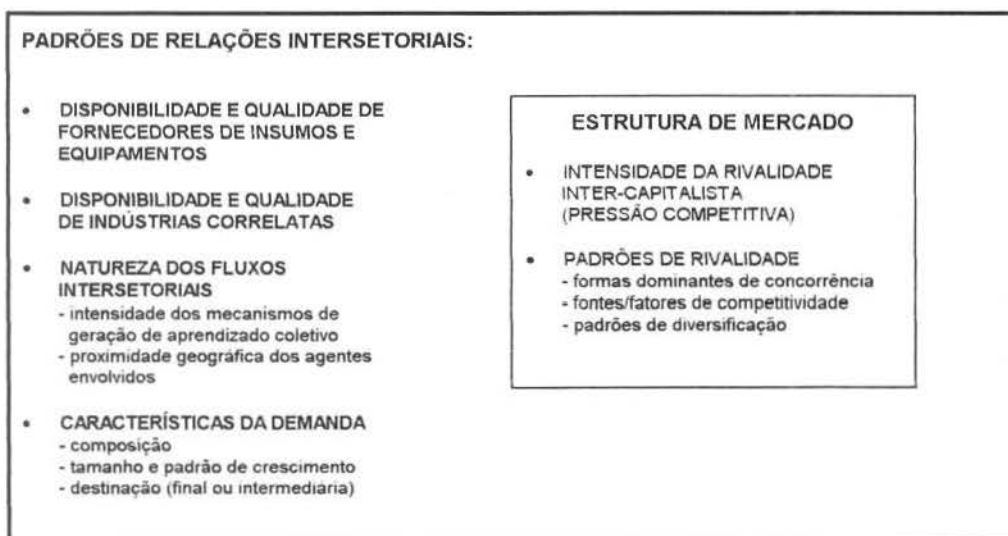 PADRÕES DE RELAÇÕES INTERSETORIAIS:
• DISPONIBILIDADE E QUALIDADE DE
FORNECEDORES DE INSUMOS E
EQUIPAMENTOS
• DISPONIBILIDADE E QUALIDADE
DE INDÚSTRIAS CORRELATAS
• NATUREZA DOS FLUXOS
INTERSETORIAIS
- intensidade dos mecanismos de
geração de aprendizado coletivo
- proximidade geográfica dos agentes
envolvidos
• CARACTERÍSTICAS DA DEMANDA
- composição
- tamanho e padrão de crescimento
- destinação (final ou intermediária)
ESTRUTURA DE MERCADO
• INTENSIDADE DA RIVALIDADE
INTER-CAPITALISTA
(PRESSÃO COMPETITIVA)
• PADRÕES DE RIVALIDADE
- formas dominantes de concorrência
- fontes/fatores de competitividade
- padrões de diversificação